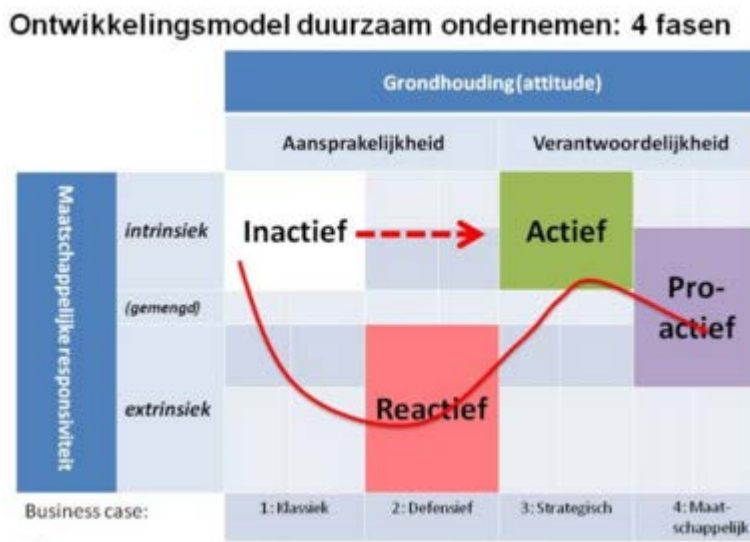 Ontwikkelingsmodel duurzaam ondernemen: 4 fasen
Grondhouding(attitude)
Aansprakelijkheid
Verantwoordelijkheid
Maatschappelijke responsiviteit
intrinsiek
Inactief
Actief
(gemengd)
Pro-
actief
extrinsiek
Reactief
Business case:
1: Klassiek
2: Defensief
3: Strategisch
4: Maat-
schappelijk